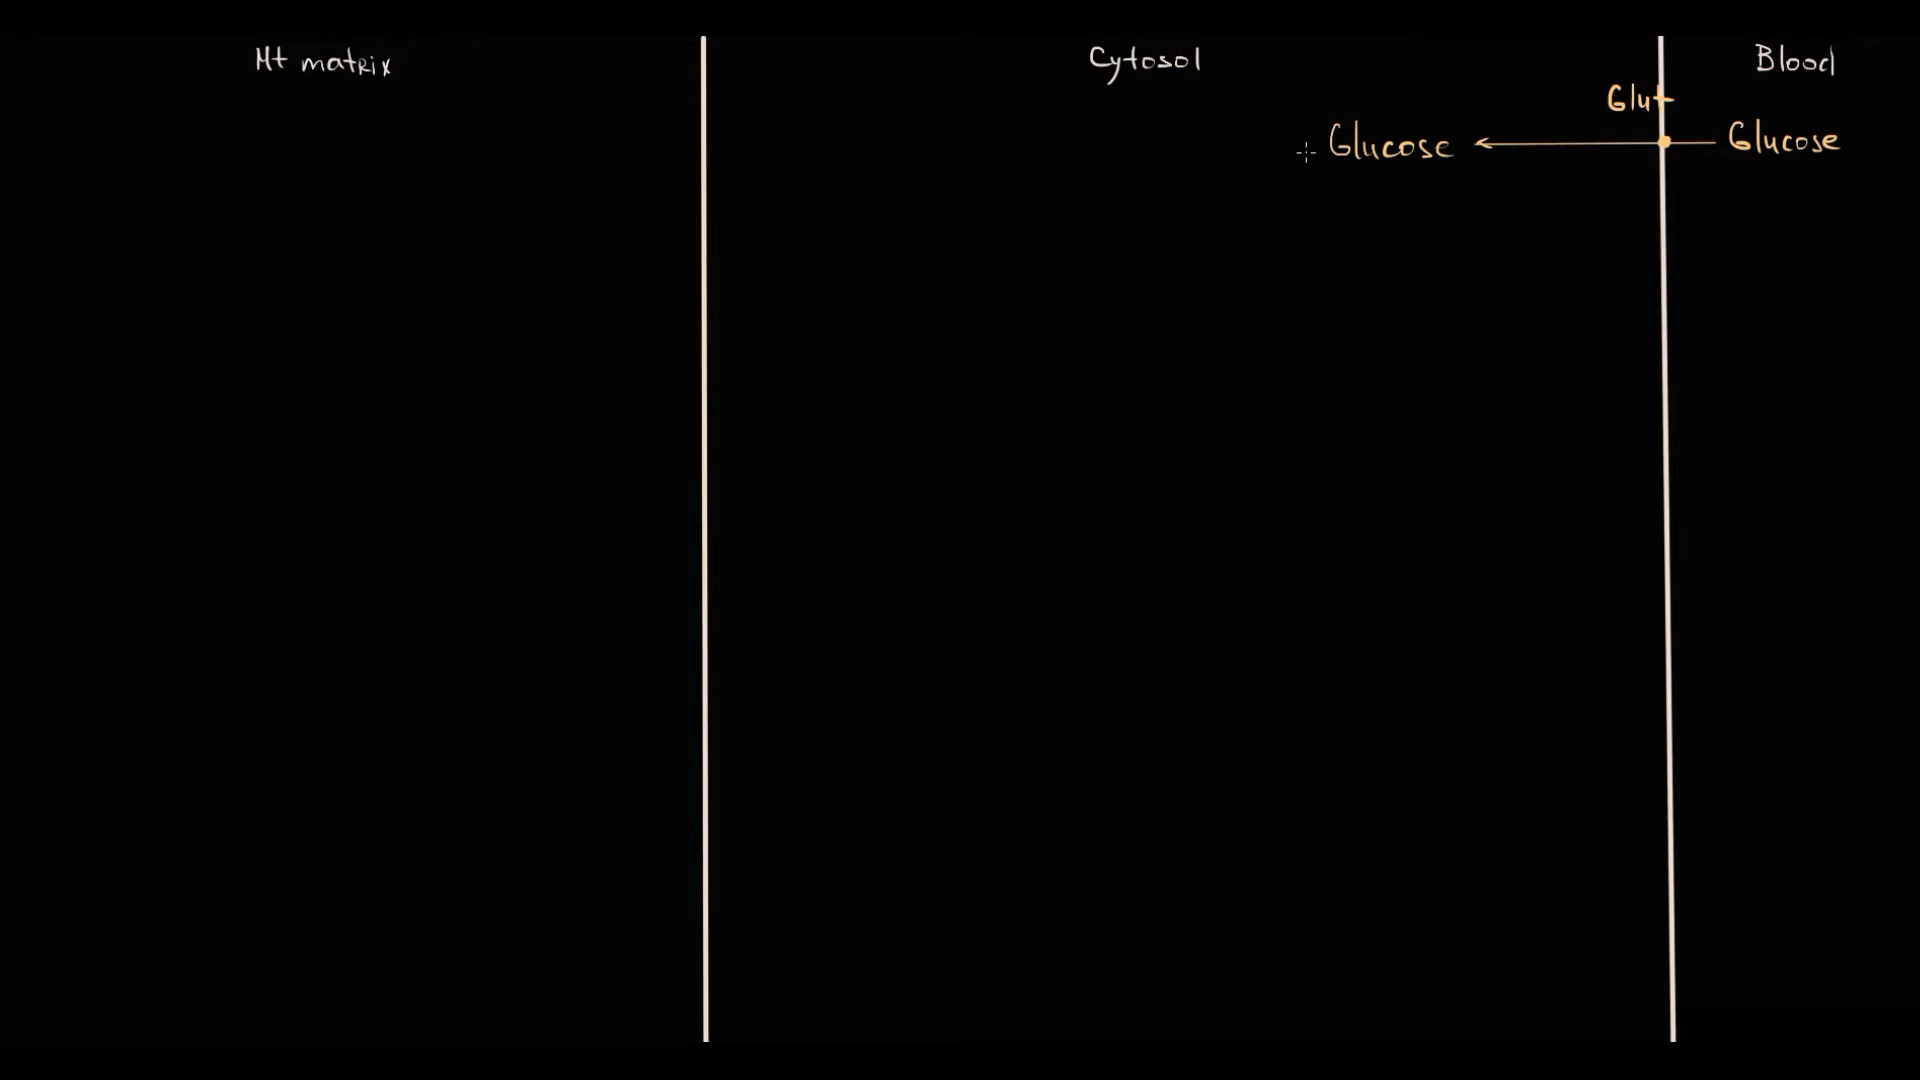 Mt matrix
Cytosol
Blood
Glut
Glucose
Glucose